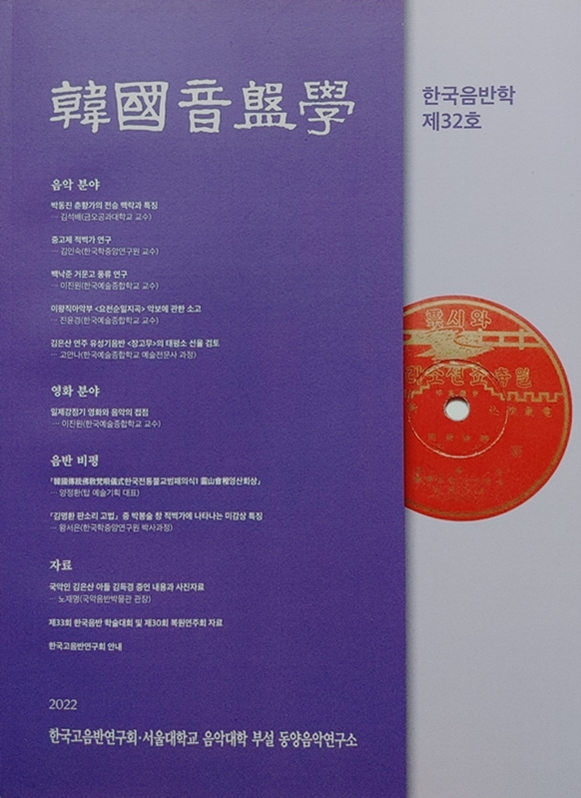 韓國音盤學
한국음반학
제32호
음악 분야
박동진 춘향가의 전승 맥락과 특징
— 김석배(금오공과대학교 교수)
중고제 적벽가 연구
— 김인숙(한국학중앙연구원 교수)
백낙준 거문고 풍류 연구
— 이진원(한국예술종합학교 교수)
이왕직아악부 <요천순일지곡> 악보에 관한 소고
— 진윤경(한국예술종합학교 교수)
김은산 연주 유성기음반 <장고무>의 태평소 선율 검토
— 고안나(한국예술종합학교 예술전문사 과정)
영화 분야
일제강점기 영화와 음악의 접점
— 이진원(한국예술종합학교 교수)
음반 비평
「韓國傳統佛敎梵唄儀式한국전통불교범패의식1 靈山會相영산회상」
— 양정환(탑 예술기획 대표)
『김명환 판소리 고법』 중 박봉술 창 적벽가에 나타나는 미감상 특징
— 왕서은(한국학중앙연구원 박사과정)
자료
국악인 김은산 아들 김득경 증언 내용과 사진자료
— 노재명(국악음반박물관 관장)
제33회 한국음반 학술대회 및 제30회 복원연주회 자료
한국고음반연구회 안내
2022
한국고음반연구회·서울대학교 음악대학 부설 동양음악연구소
票시와
라소선요寺일